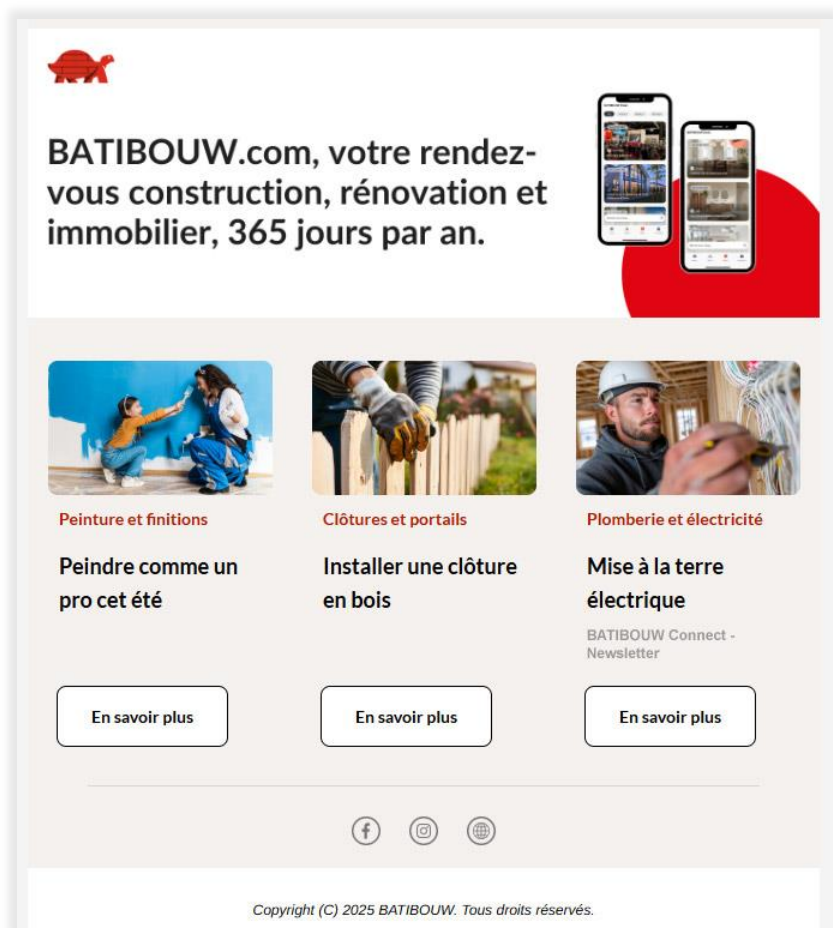 BATIBOUW.com, votre rendez-
vous construction, rénovation et
immobilier, 365 jours par an.
Peinture et finitions
Peindre comme un
pro cet été
En savoir plus
Clôtures et portails
Installer une clôture
en bois
En savoir plus
Plomberie et électricité
Mise à la terre
électrique
BATIBOUW Connect -
Newsletter
En savoir plus
Copyright (C) 2025 BATIBOUW. Tous droits réservés.